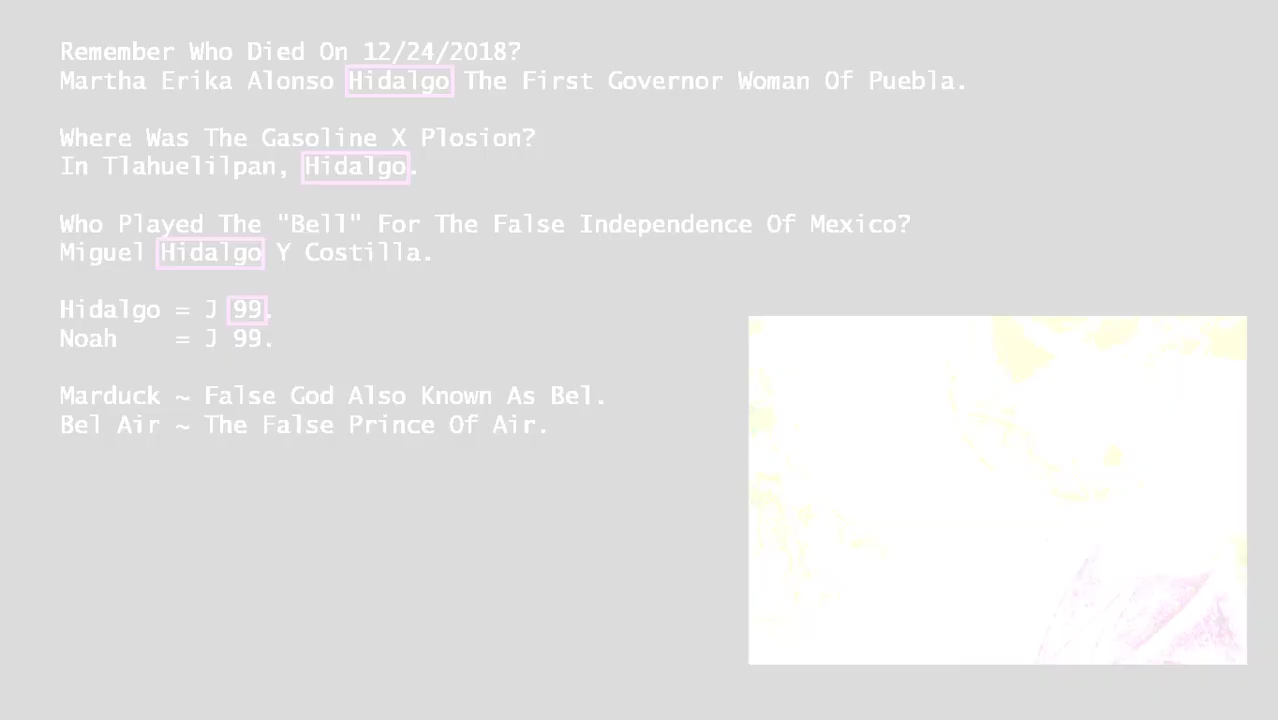 Remember Who Died On 12/24/2018?
Martha Erika Alonso Hidalgo The First Governor Woman Of Puebla.
Where Was The Gasoline X Plosion?
In Tlahuelilpan, Hidalgo.
Who Played The "Bell" For The False Independence Of Mexico?
Miguel Hidalgo Y Costilla.
Hidalgo = J 99.
Noah = J 99.
Marduck ~ False God Also Known As Bel.
Bel Air ~ The False Prince Of Air.